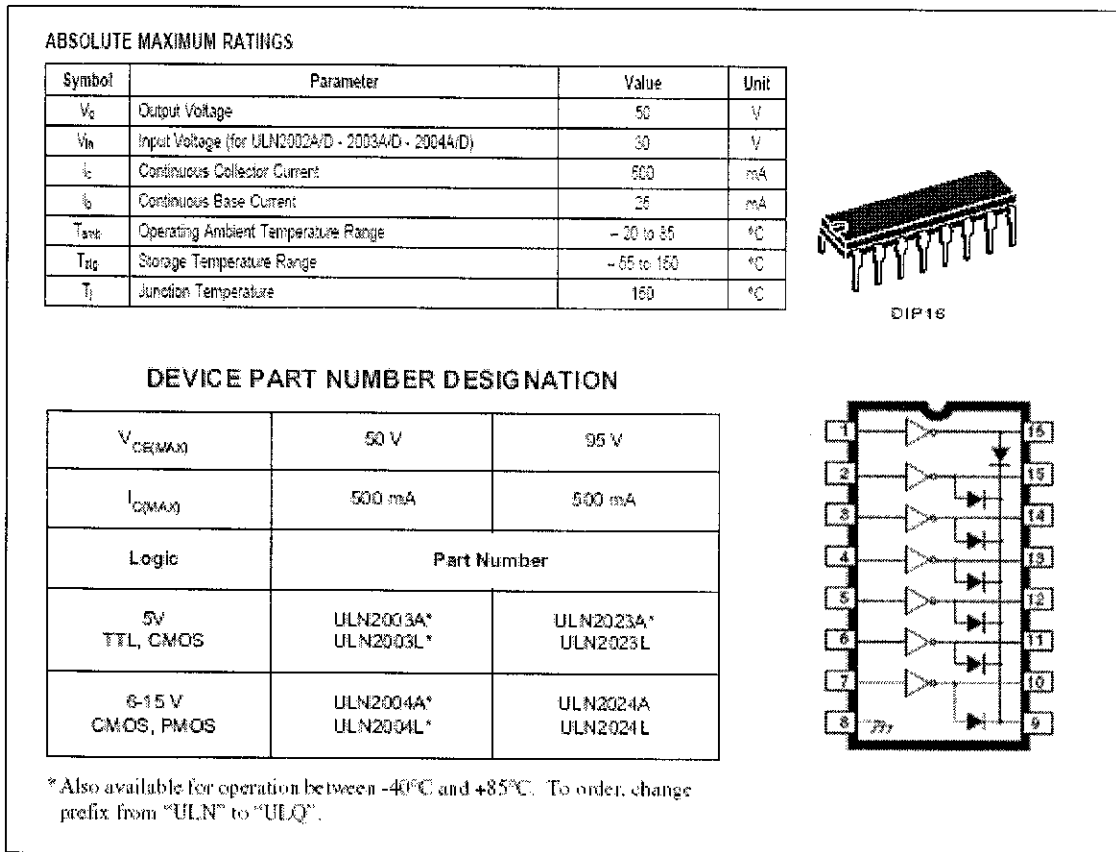 ABSOLUTE MAXIMUM RATINGS
Symbol Parameter Value Unit
Vo Output Voltage 50 V
Vin Input Voltage (for ULN2002A/D - 2003A/D - 2004A/D) 30 V
Ic Continuous Collector Current 500 mA
Ib Continuous Base Current 25 mA
Tamb Operating Ambient Temperature Range – 20 to 85 °C
Tstg Storage Temperature Range – 55 to 150 °C
Tj Junction Temperature 150 °C
DIP16
DEVICE PART NUMBER DESIGNATION
VCE(MAX) 50 V 95 V
IC(MAX) 500 mA 500 mA
Logic Part Number
5V
TTL, CMOS
ULN2003A*
ULN2003L*
ULN2023A*
ULN2023L
6-15 V
CMOS, PMOS
ULN2004A*
ULN2004L*
ULN2024A
ULN2024L
1 16
2 15
3 14
4 13
5 12
6 11
7 10
8 9
* Also available for operation between -40°C and +85°C. To order, change
prefix from “ULN” to “ULQ”.